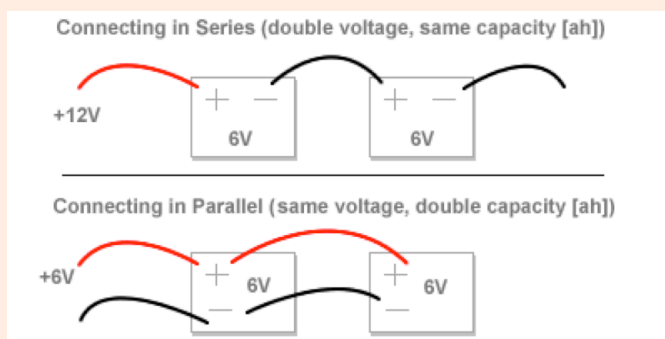 Connecting in Series (double voltage, same capacity [ah])
+ − + −
+12V
6V 6V
Connecting in Parallel (same voltage, double capacity [ah])
+6V + 6V + 6V
− −